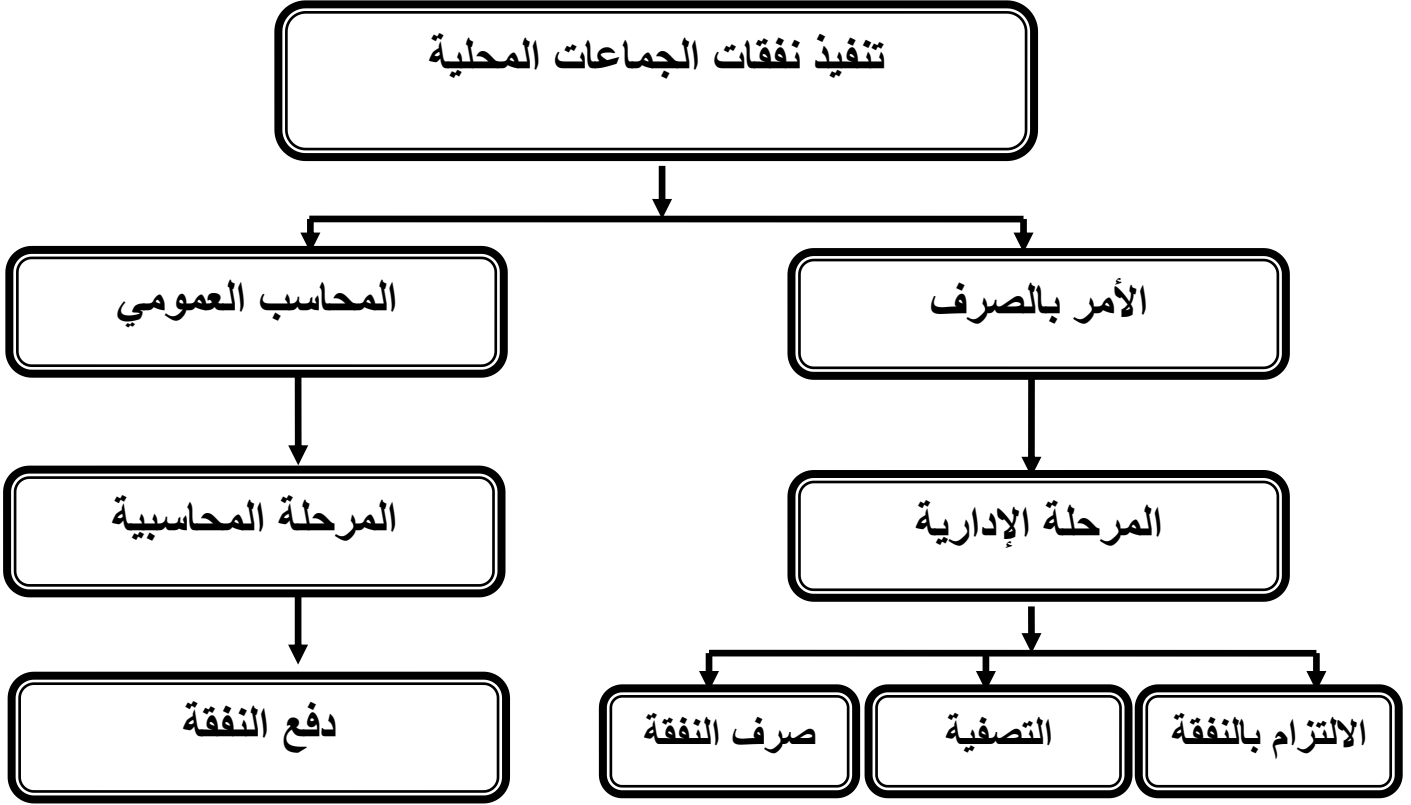 تنفيذ نفقات الجماعات المحلية
الأمر بالصرف
المحاسب العمومي
المرحلة الإدارية
المرحلة المحاسبية
الالتزام بالنفقة
التصفية
صرف النفقة
دفع النفقة